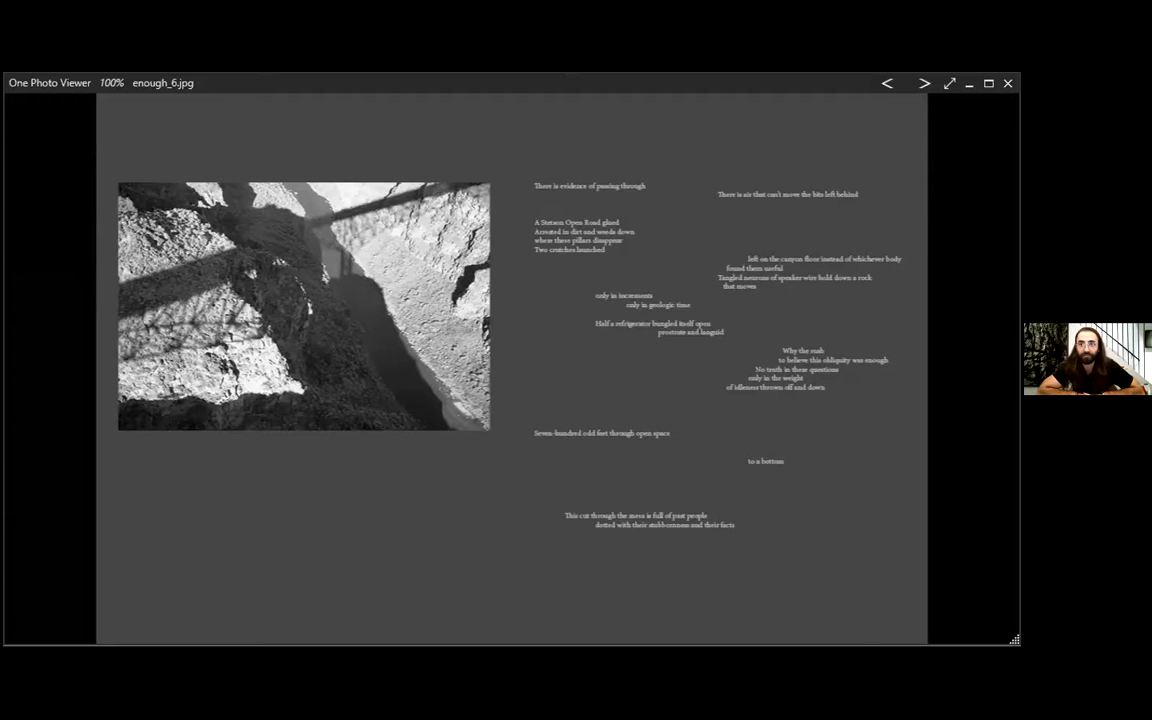 One Photo Viewer 100% enough_6.jpg
There is evidence of passing through
There is air that can't move the bits left behind
A Stetson Open Road glued
Arrested in dirt and weeds down
where these pillars disappear
Two crutches launched
left on the canyon floor instead of whichever body
found them useful
Tangled neurons of speaker wire hold down a rock
that moves
only in increments
only in geologic time
Half a refrigerator bungled itself open
prostrate and languid
Why the rush
to believe this obliquity was enough
No truth in these questions
only in the weight
of idleness thrown off and down
Seven-hundred odd feet through open space
to a bottom
This cut through the mesa is full of past people
dotted with their stubbornness and their facts